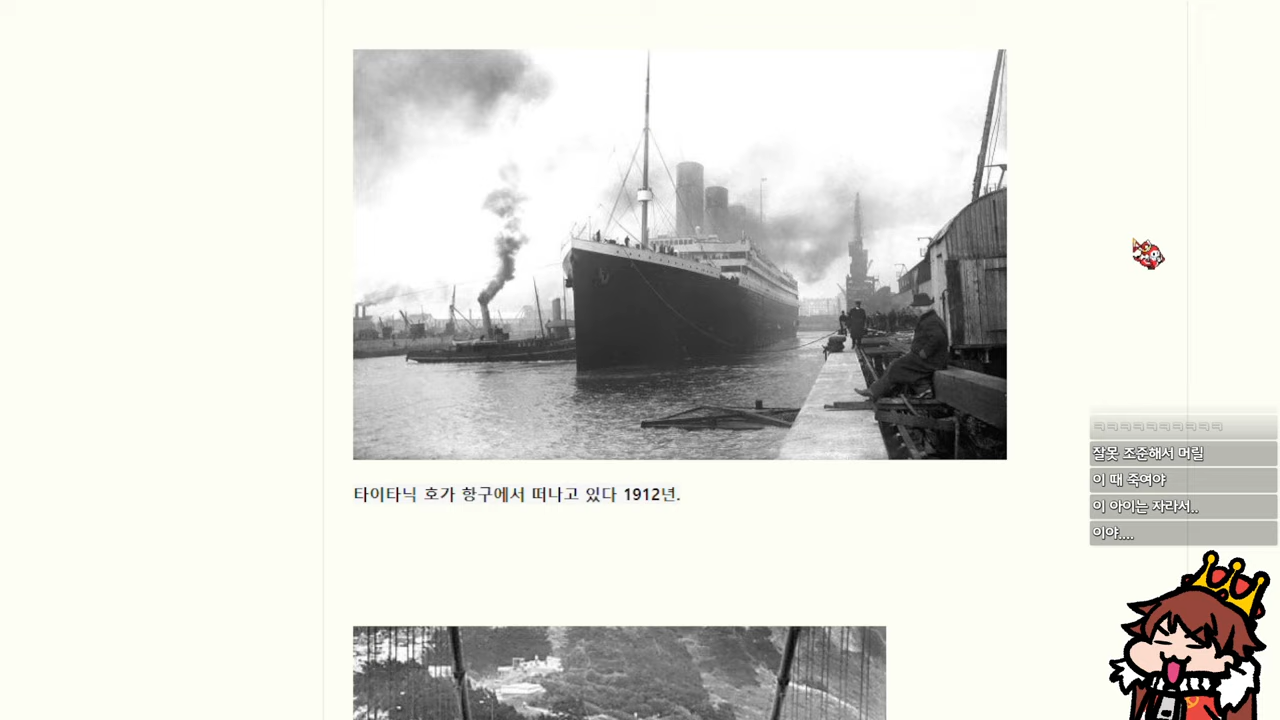 타이타닉 호가 항구에서 떠나고 있다 1912년.
ㅋㅋㅋㅋㅋㅋㅋㅋㅋㅋ
잘못 조준해서 머릴
이 때 죽여야
이 아이는 자라서..
이야....